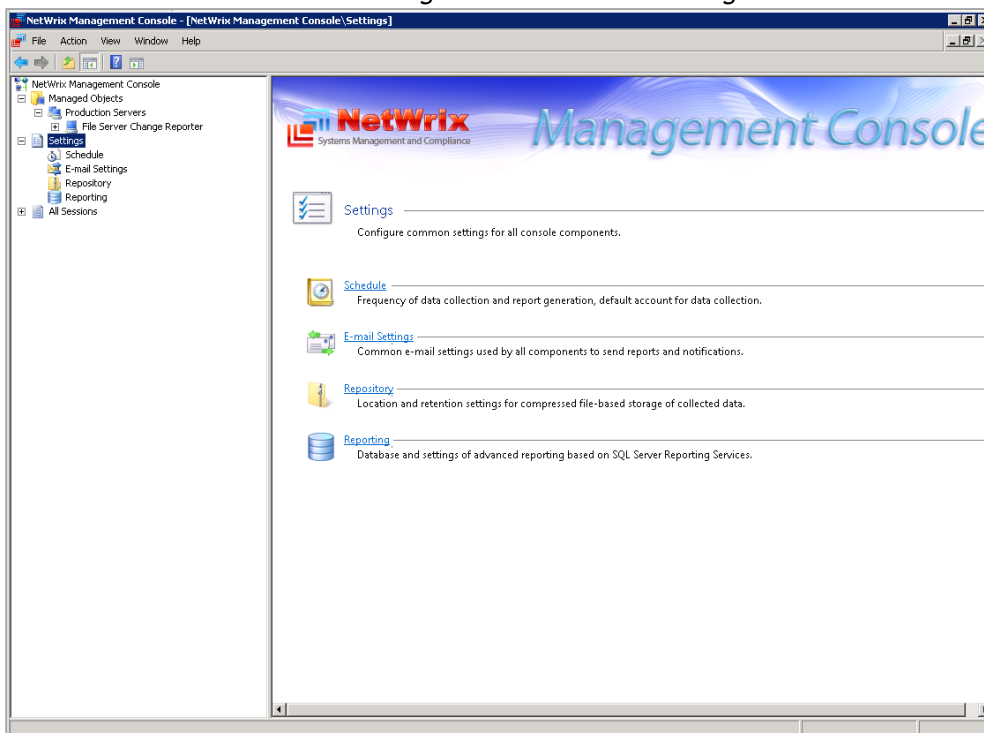 NetWrix Management Console - [NetWrix Management Console\Settings]
File Action View Window Help
NetWrix Management Console
Managed Objects
Production Servers
File Server Change Reporter
Settings
Schedule
E-mail Settings
Repository
Reporting
All Sessions
NetWrix
Systems Management and Compliance
Management Console
Settings
Configure common settings for all console components.
Schedule
Frequency of data collection and report generation, default account for data collection.
E-mail Settings
Common e-mail settings used by all components to send reports and notifications.
Repository
Location and retention settings for compressed file-based storage of collected data.
Reporting
Database and settings of advanced reporting based on SQL Server Reporting Services.